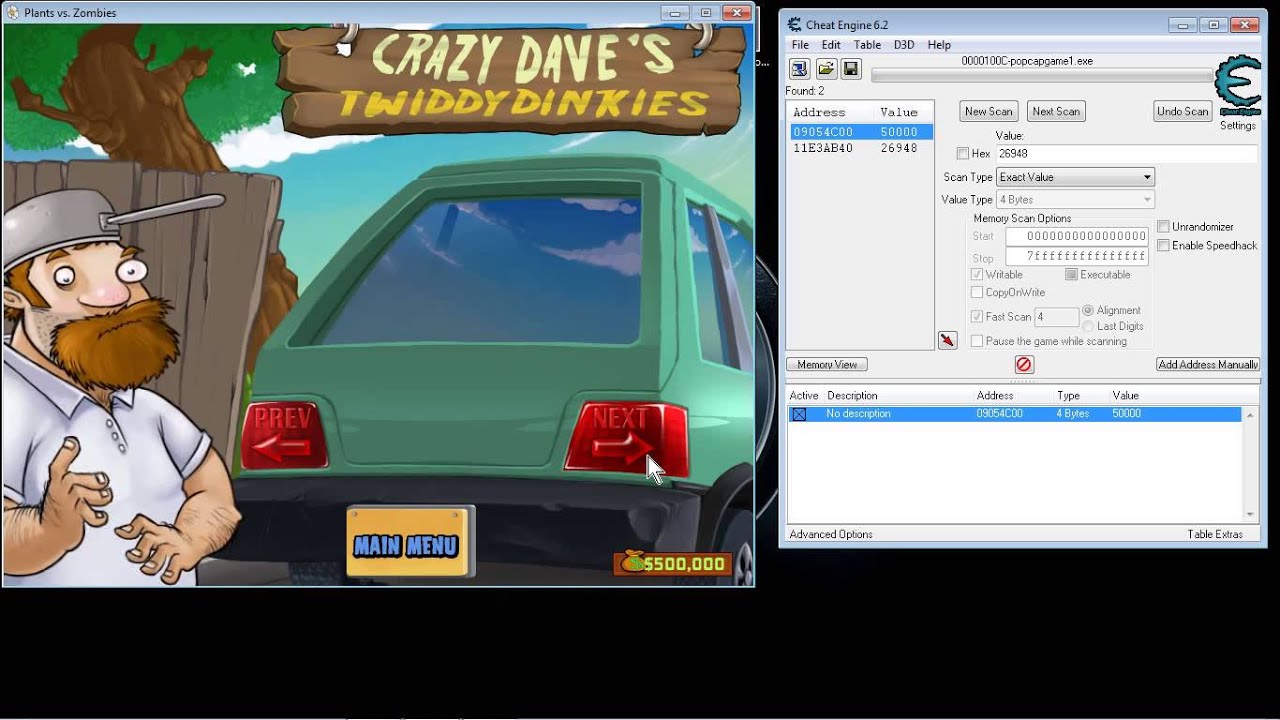 Plants vs. Zombies
CRAZY DAVE'S
TWIDDYDINKIES
PREV
NEXT
MAIN MENU
$500,000
Cheat Engine 6.2
File Edit Table D3D Help
0000100C-popcapgame1.exe
Found: 2
Address Value
09054C00 50000
11E3AB40 26948
New Scan Next Scan Undo Scan
Cheat Engine
Settings
Value:
Hex 26948
Scan Type Exact Value
Value Type 4 Bytes
Memory Scan Options
Start 0000000000000000
Stop 7fffffffffffffff
Writable Executable
CopyOnWrite
Fast Scan 4 Alignment
Last Digits
Pause the game while scanning
Unrandomizer
Enable Speedhack
Memory View Add Address Manually
Active Description Address Type Value
No description 09054C00 4 Bytes 50000
Advanced Options Table Extras